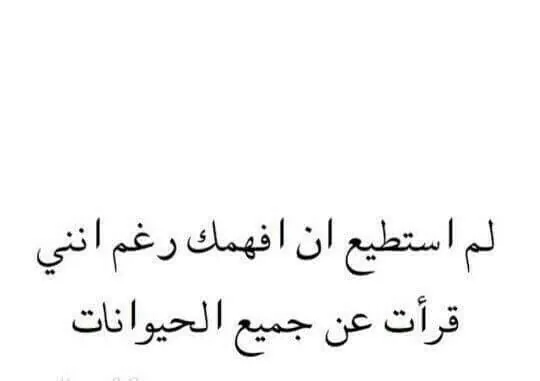 لم استطيع ان افهمك رغم انني
قرأت عن جميع الحيوانات